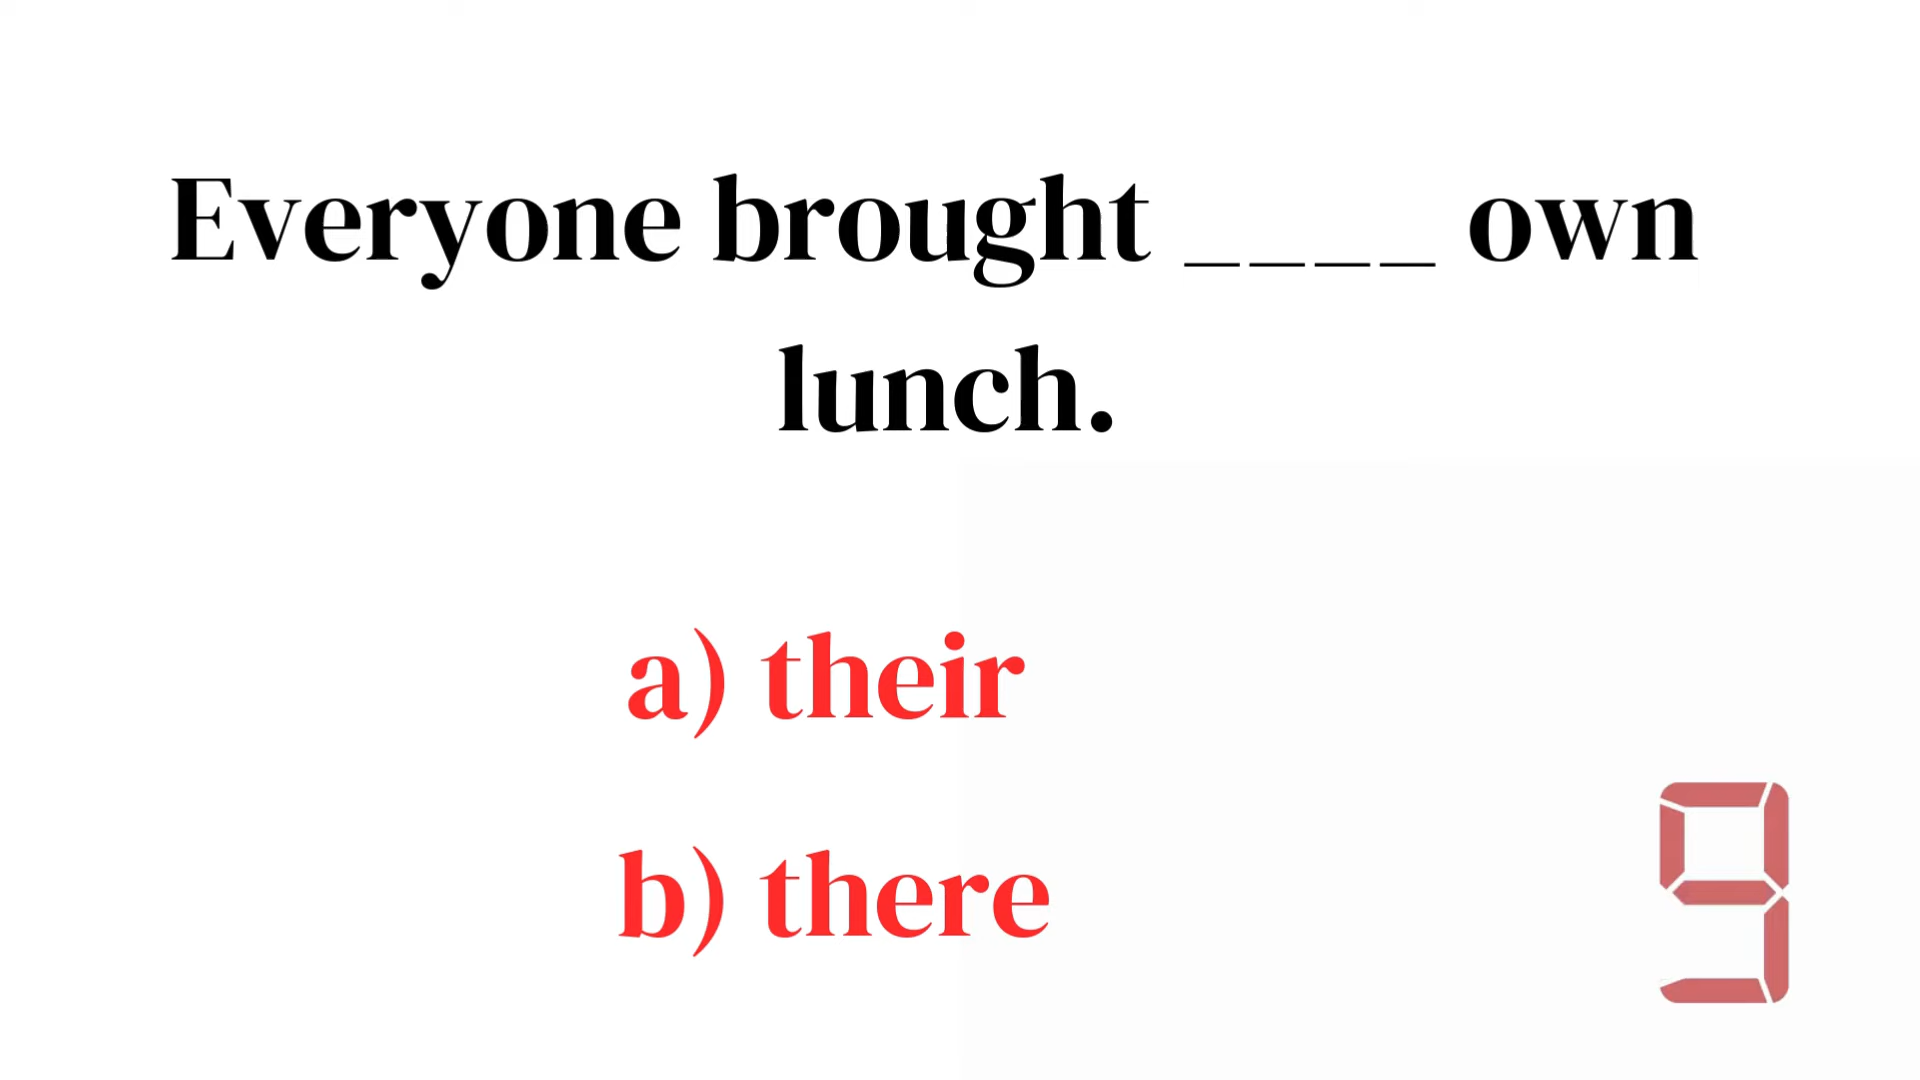 Everyone brought ____ own
lunch.
a) their
b) there
9